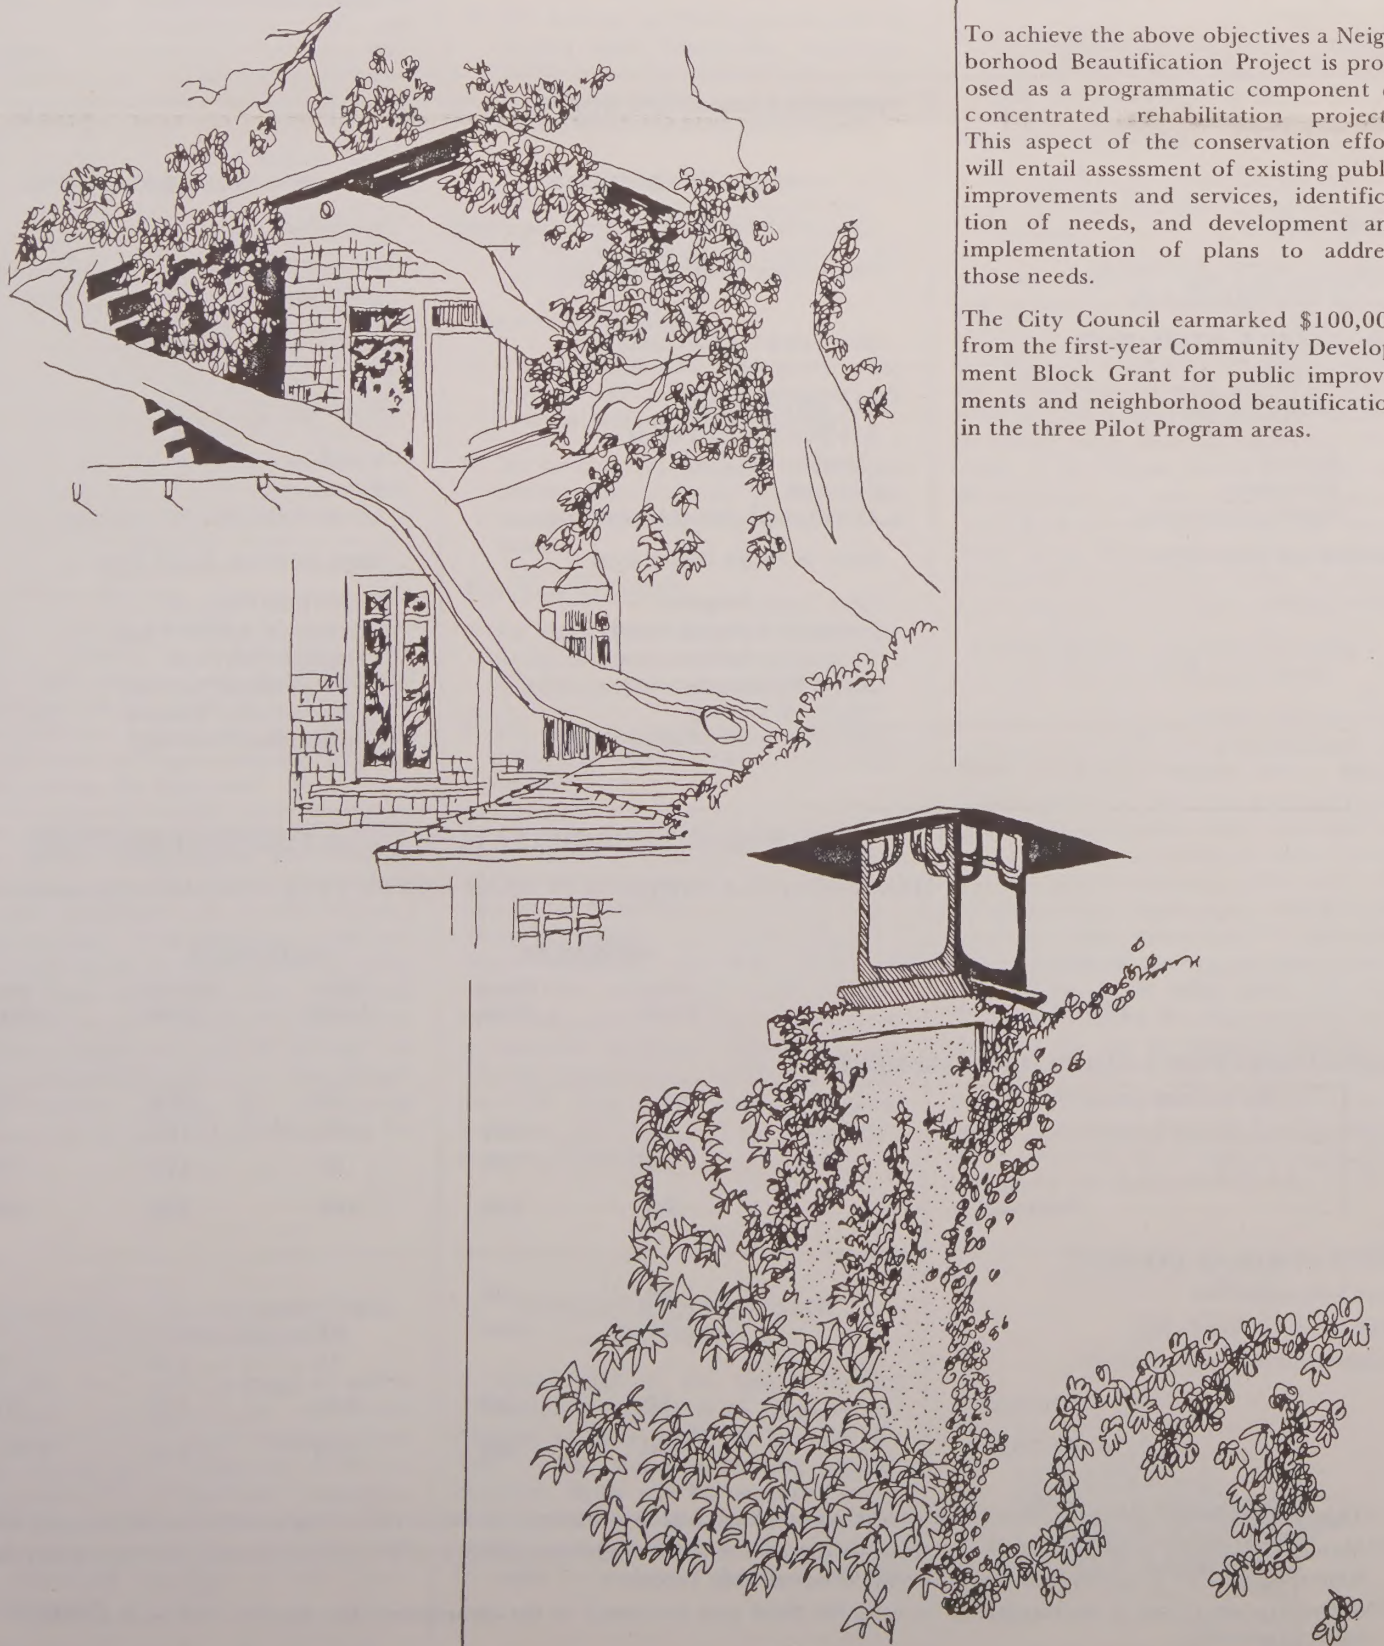 To achieve the above objectives a Neig
borhood Beautification Project is pro
osed as a programmatic component
concentrated rehabilitation project
This aspect of the conservation effo
will entail assessment of existing publ
improvements and services, identific
tion of needs, and development an
implementation of plans to addre
those needs.
The City Council earmarked $100,00
from the first-year Community Develo
ment Block Grant for public improv
ments and neighborhood beautificatio
in the three Pilot Program areas.